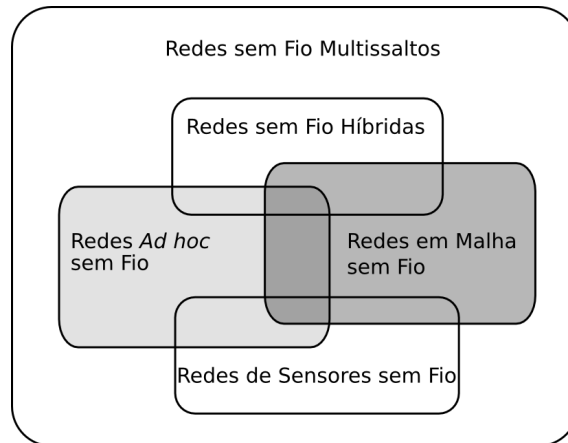 Redes sem Fio Multissaltos
Redes sem Fio Híbridas
Redes Ad hoc
sem Fio
Redes em Malha
sem Fio
Redes de Sensores sem Fio